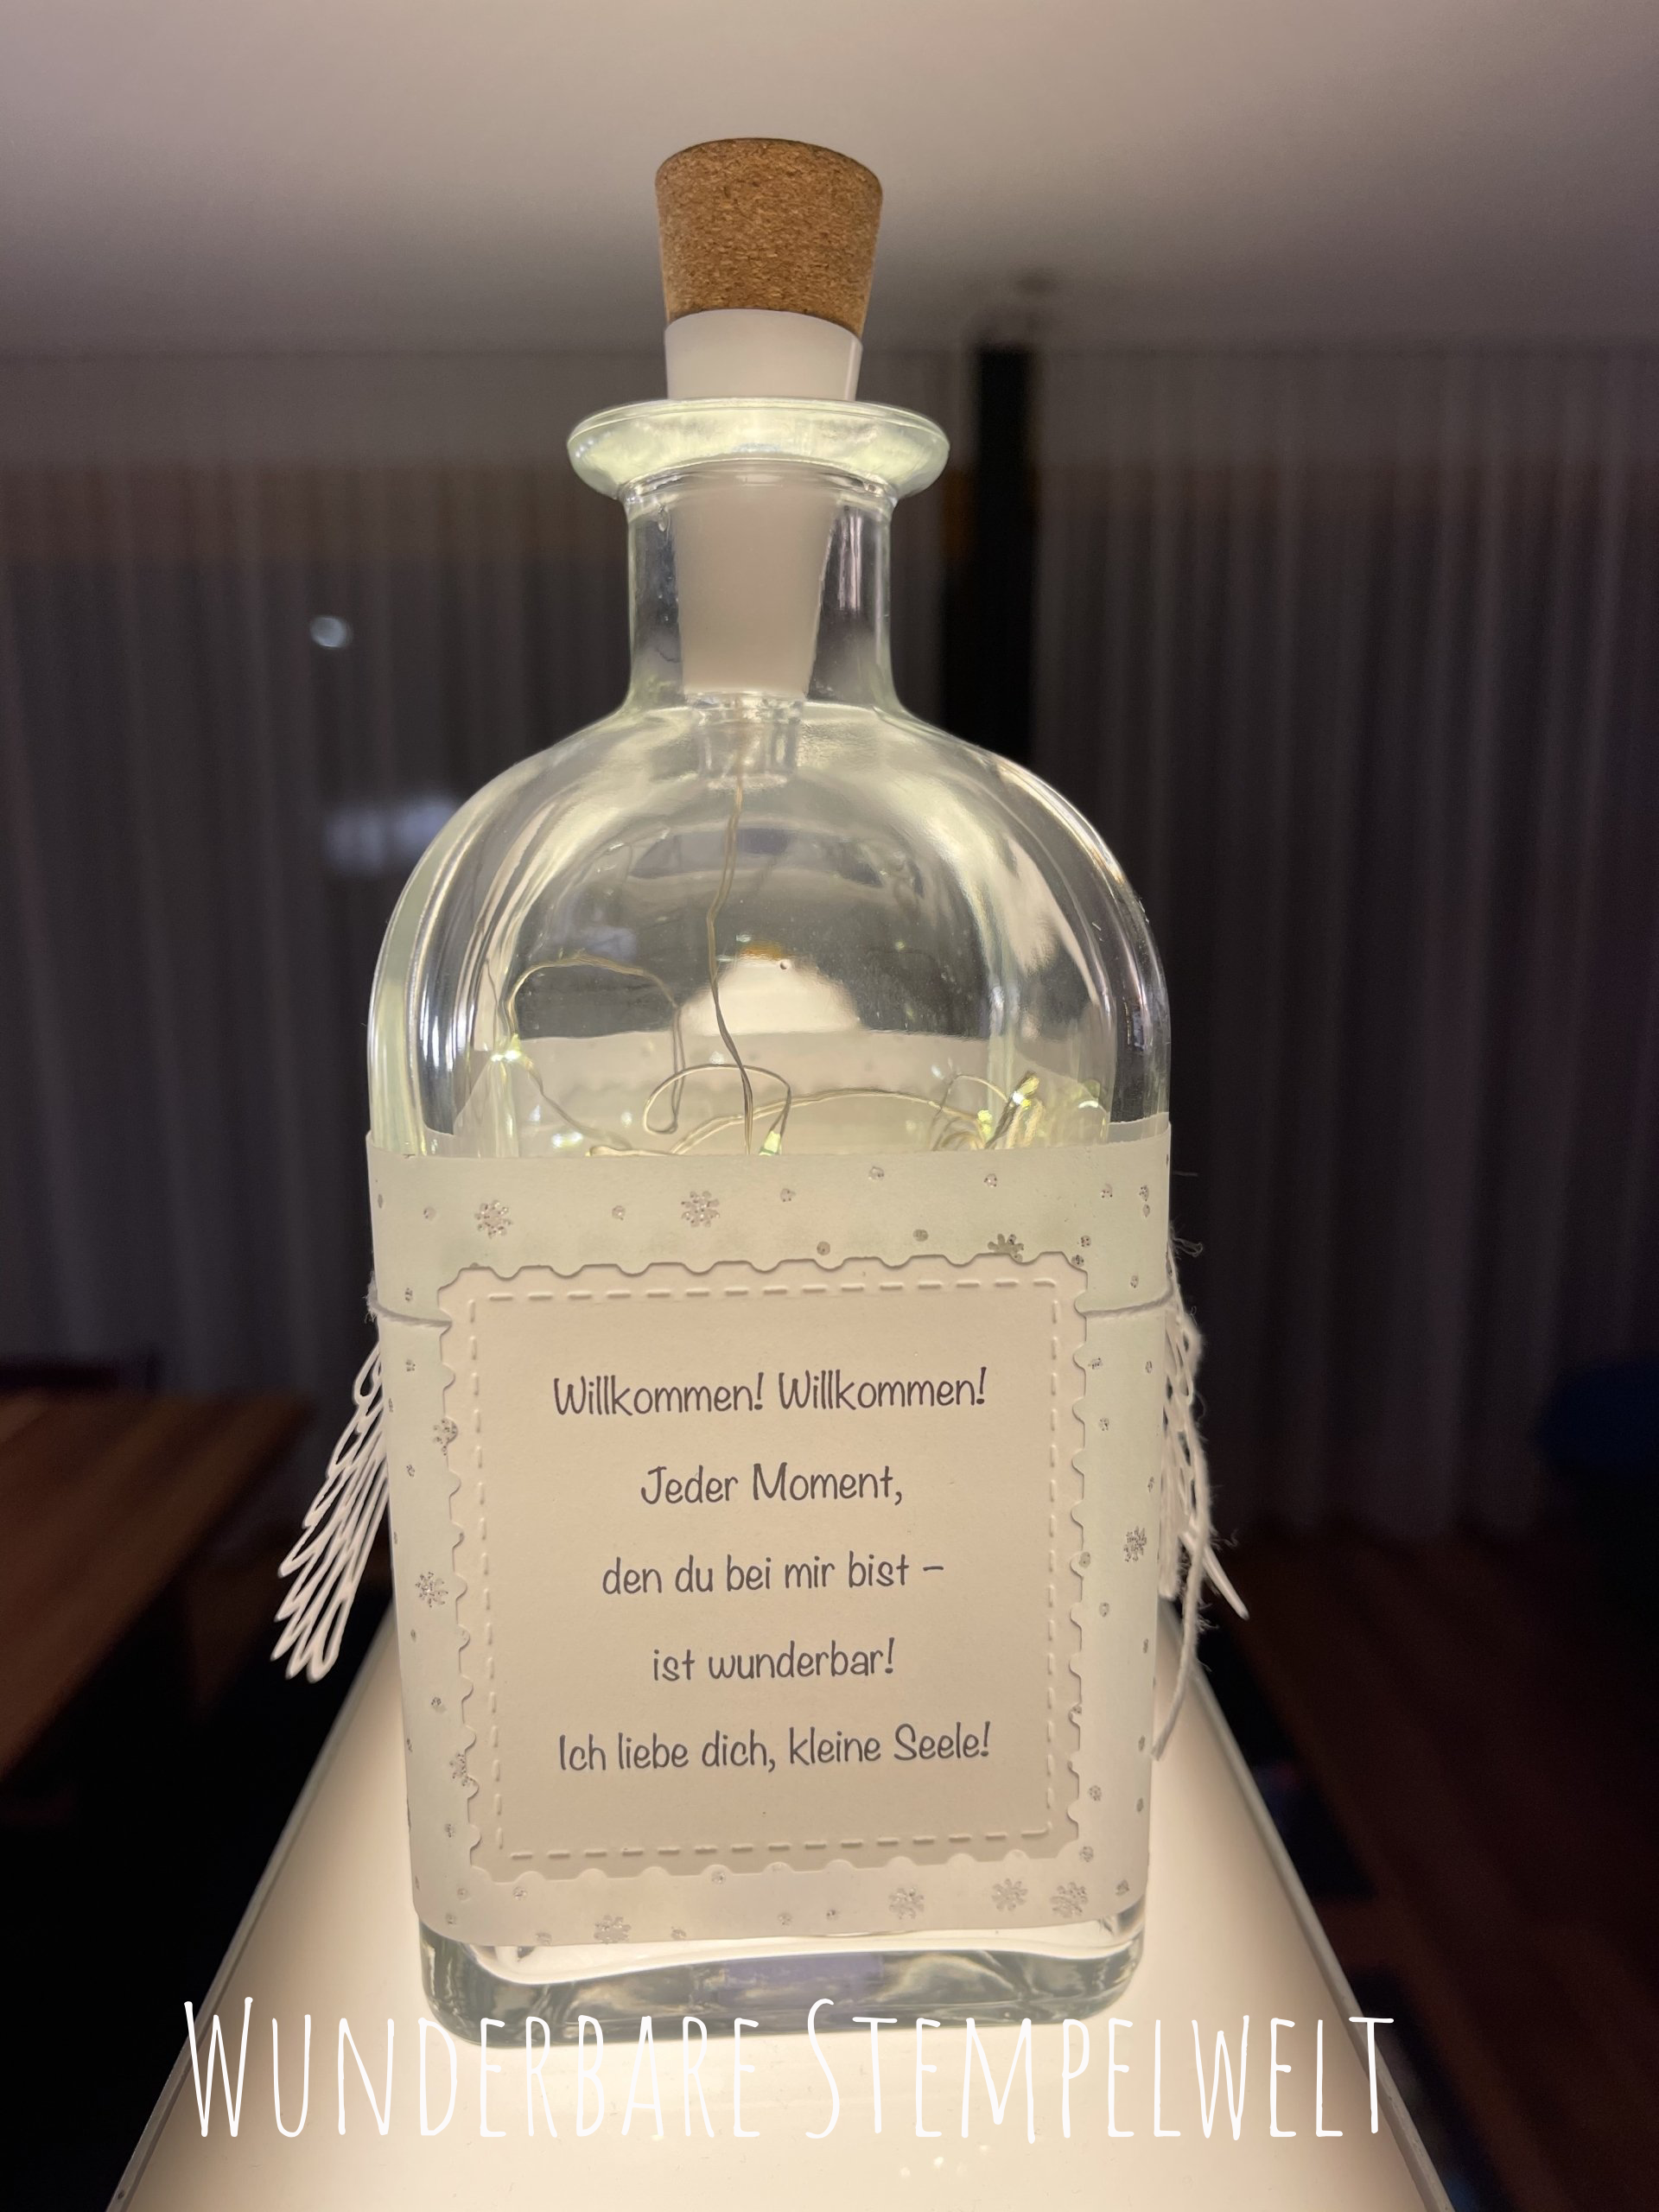 Willkommen! Willkommen!
Jeder Moment,
den du bei mir bist –
ist wunderbar!
Ich liebe dich, kleine Seele!
Wunderbare Stempelwelt